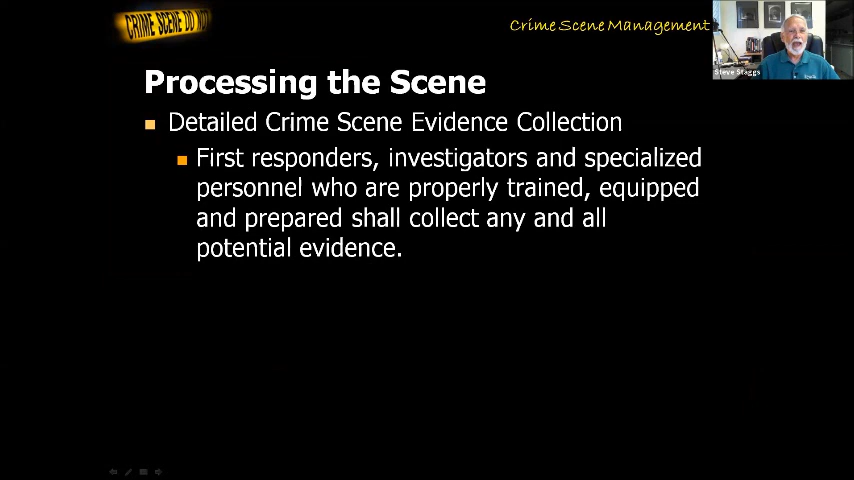 CRIME SCENE DO NOT
Crime Scene Management
Steve Staggs
Processing the Scene
Detailed Crime Scene Evidence Collection
First responders, investigators and specialized
personnel who are properly trained, equipped
and prepared shall collect any and all
potential evidence.